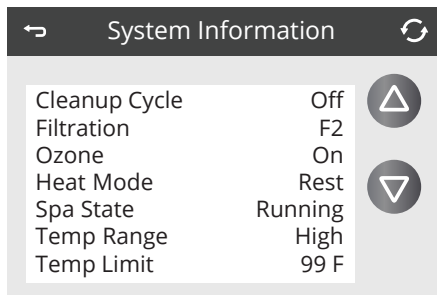 System Information
Cleanup Cycle Off
Filtration F2
Ozone On
Heat Mode Rest
Spa State Running
Temp Range High
Temp Limit 99 F